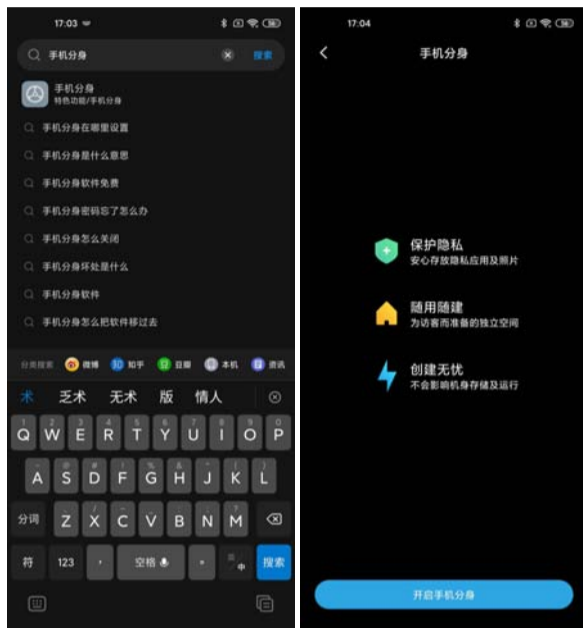 17:03
手机分身
搜索
手机分身
特色功能/手机分身
手机分身在哪里设置
手机分身是什么意思
手机分身软件免费
手机分身密码忘了怎么办
手机分身怎么关闭
手机分身坏处是什么
手机分身软件
手机分身怎么把软件移过去
分类搜索 微博 知乎 豆瓣 本机 资讯
术 乏术 无术 版 情人
Q W E R T Y U I O P
A S D F G H J K L
分词 Z X C V B N M
符 123 ， 空格 。 中 搜索
17:04
手机分身
保护隐私
安心存放隐私应用及照片
随用随建
为访客而准备的独立空间
创建无忧
不会影响机身存储及运行
开启手机分身